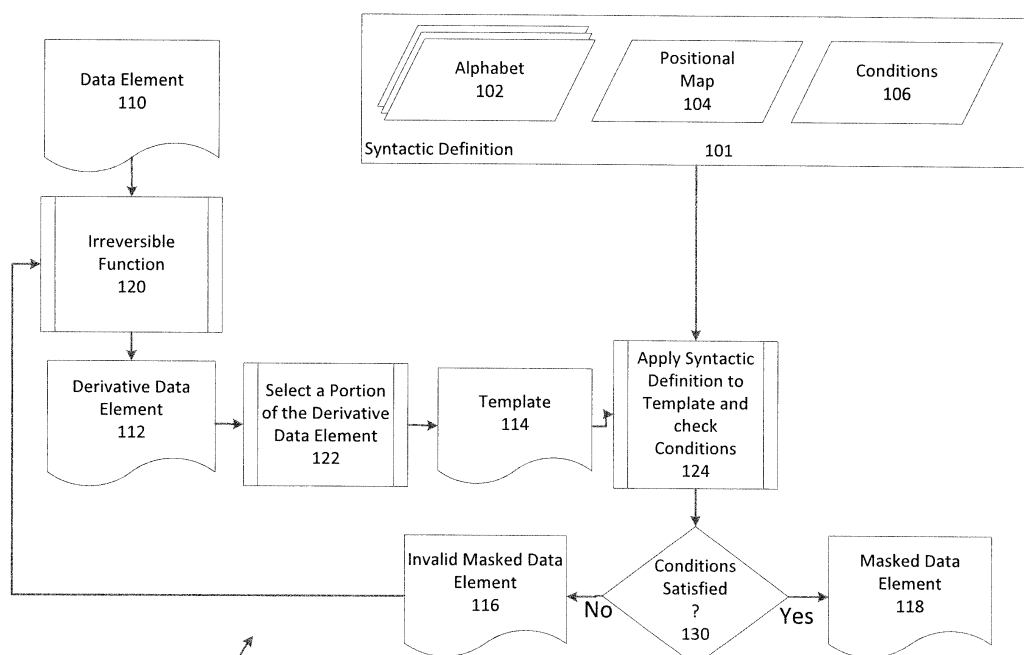 Data Element
110
Alphabet
102
Positional
Map
104
Conditions
106
Syntactic Definition 101
Irreversible
Function
120
Derivative Data
Element
112
Select a Portion
of the Derivative
Data Element
122
Template
114
Apply Syntactic
Definition to
Template and
check
Conditions
124
Invalid Masked Data
Element
116
No
Conditions
Satisfied
?
130
Yes
Masked Data
Element
118